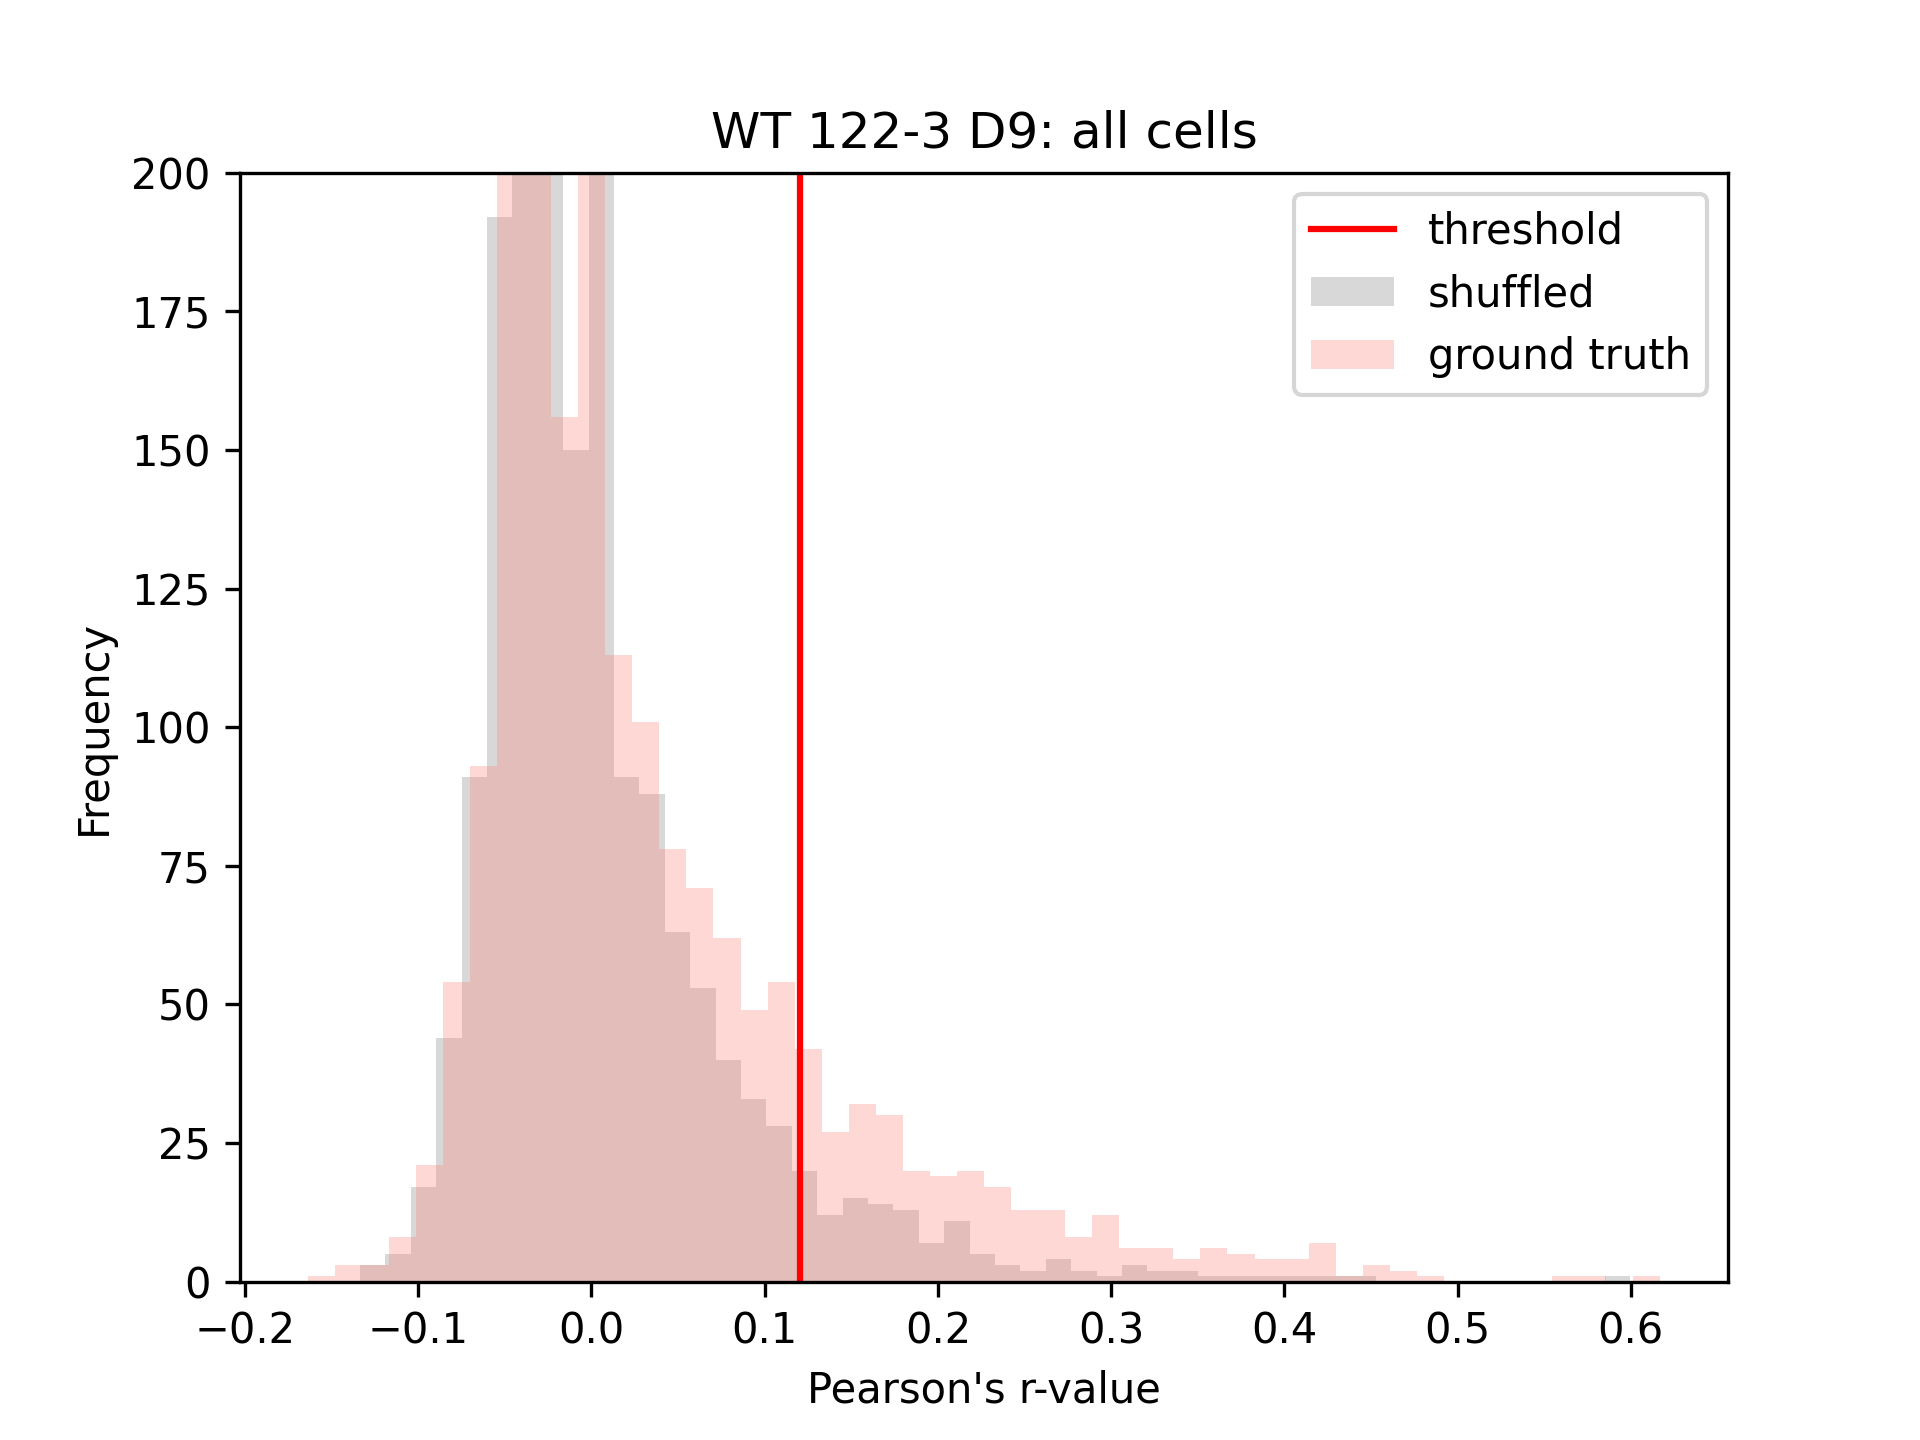 WT 122-3 D9: all cells
200
175
150
125
100
75
50
25
0
Frequency
threshold
shuffled
ground truth
−0.2 −0.1 0.0 0.1 0.2 0.3 0.4 0.5 0.6
Pearson's r-value